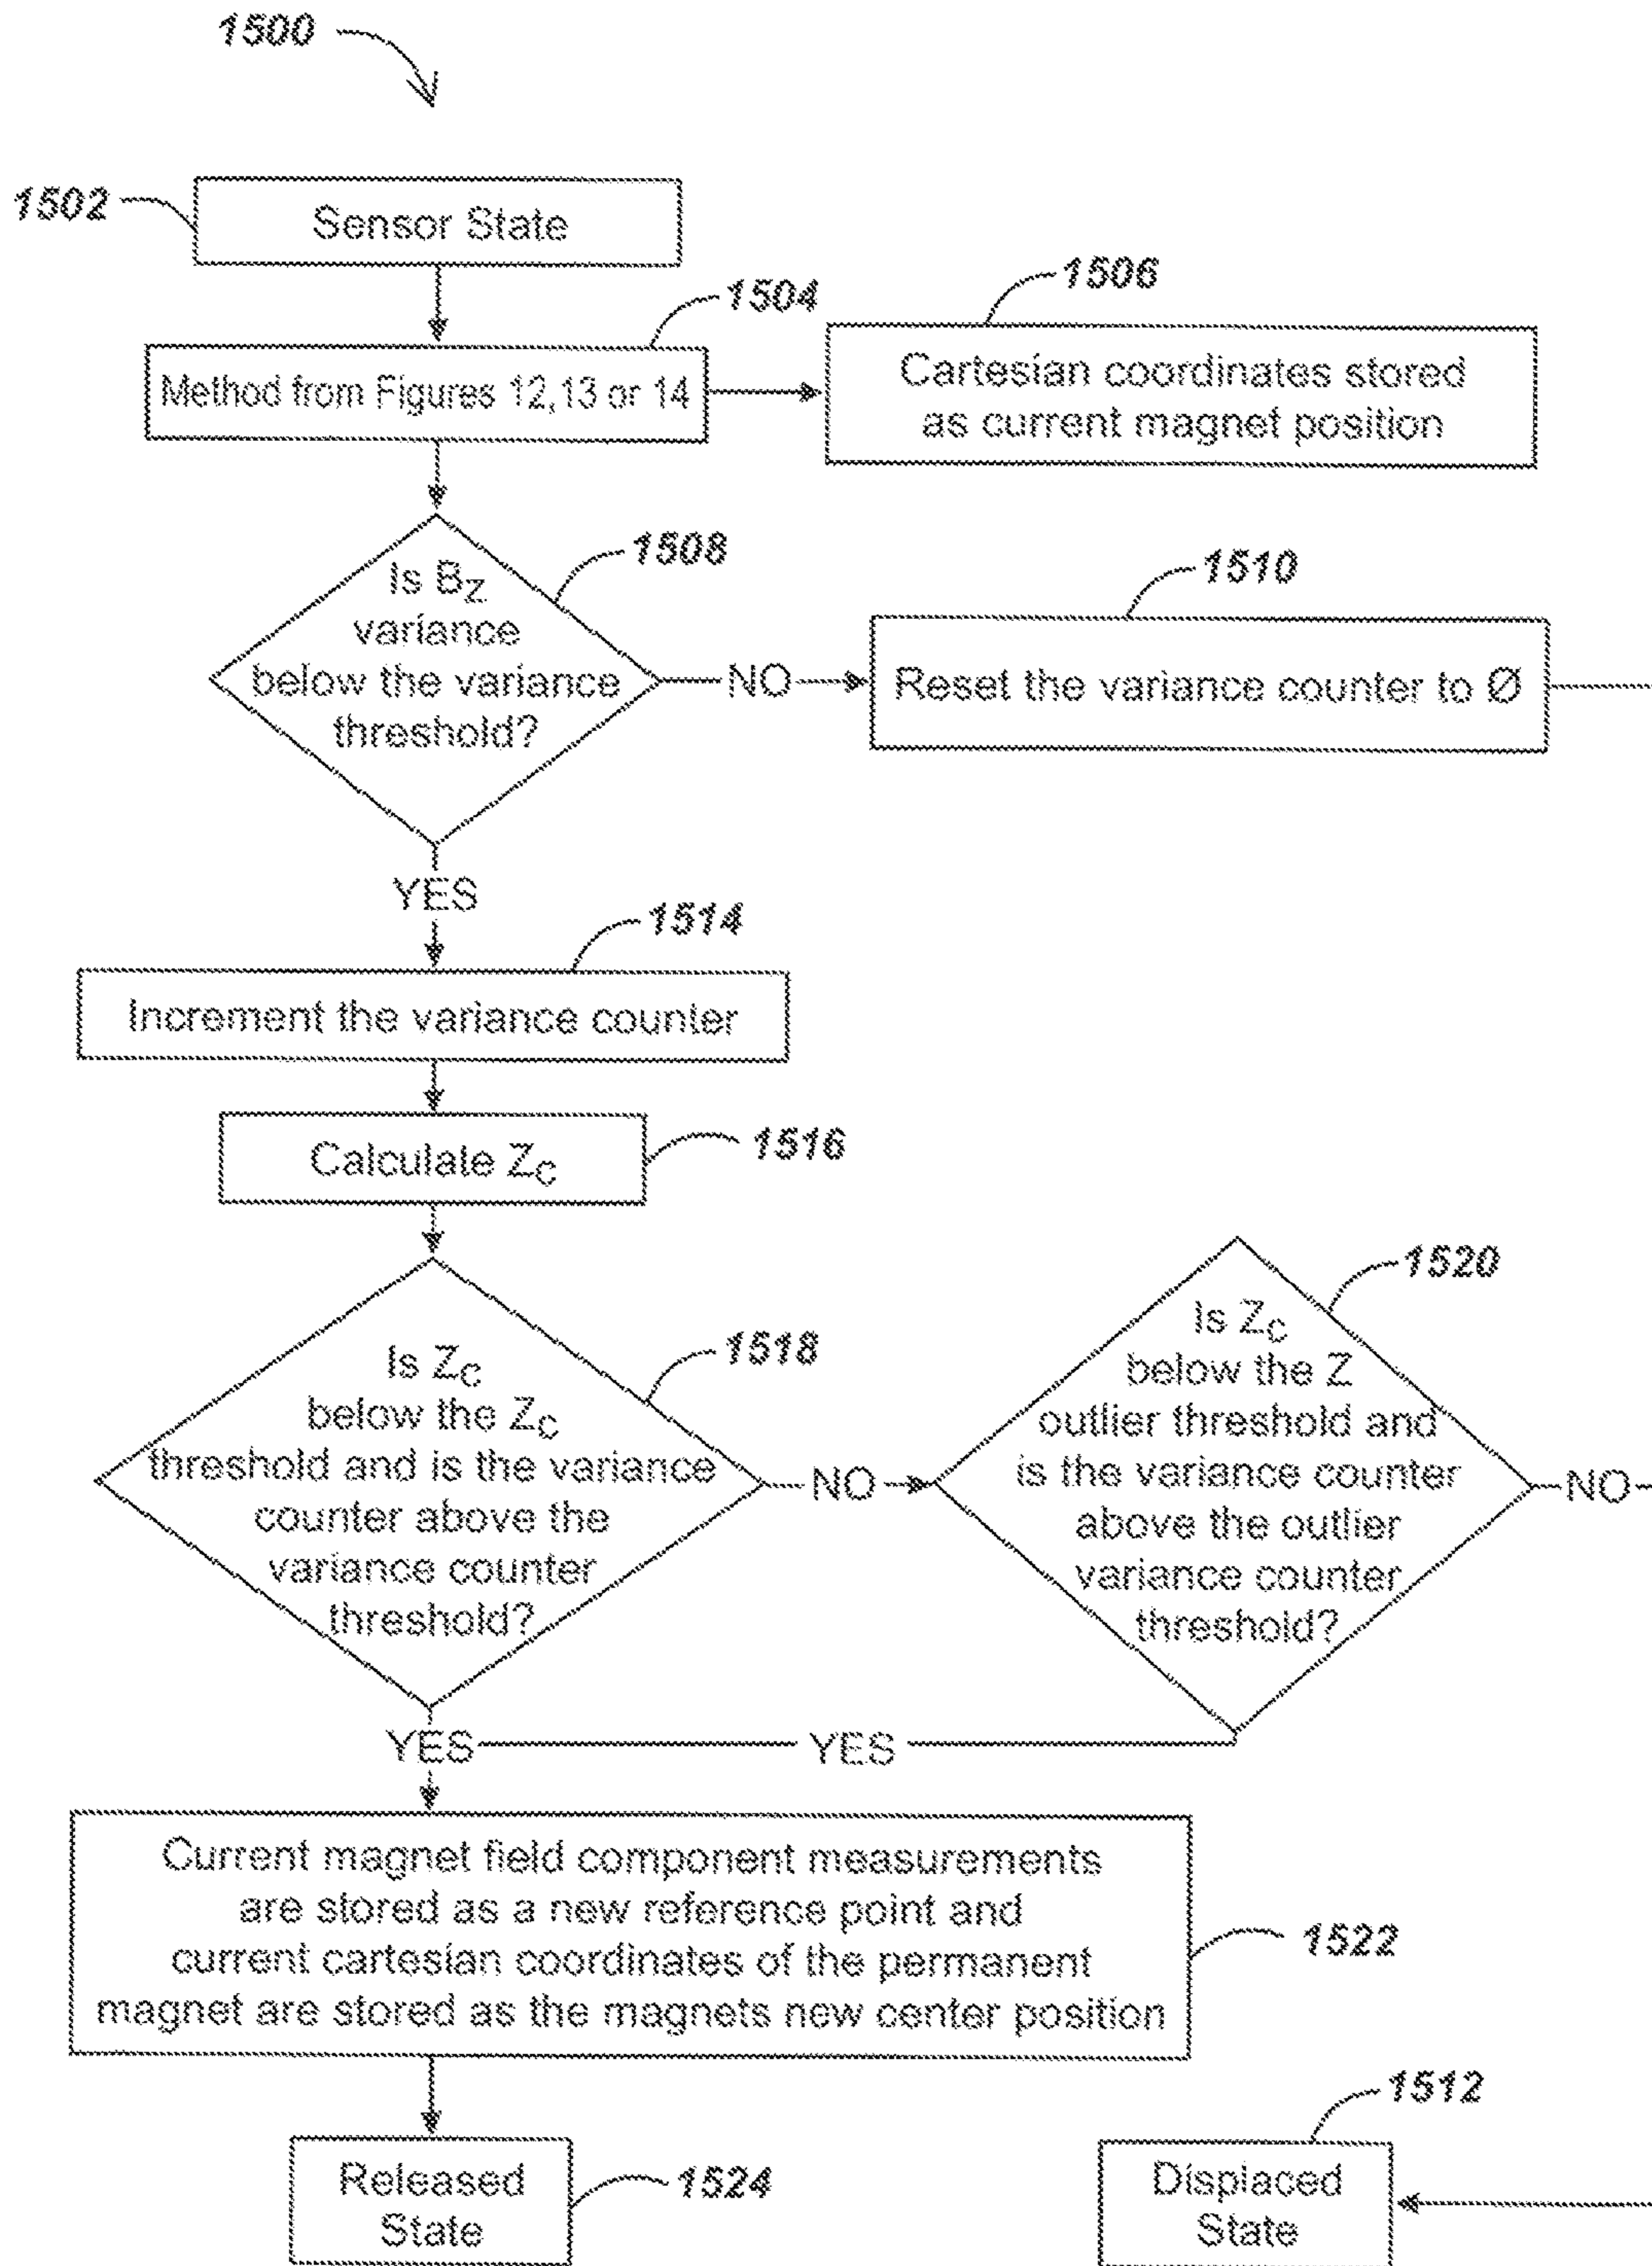 1500
1502
Sensor State
1504
Method from Figures 12,13 or 14
1506
Cartesian coordinates stored
as current magnet position
1508
Is BZ
variance
below the variance
threshold?
NO
1510
Reset the variance counter to Ø
YES
1514
Increment the variance counter
1516
Calculate ZC
1518
Is ZC
below the ZC
threshold and is the variance
counter above the
variance counter
threshold?
NO
1520
Is ZC
below the Z
outlier threshold and
is the variance counter
above the outlier
variance counter
threshold?
NO
YES
YES
Current magnet field component measurements
are stored as a new reference point and
current cartesian coordinates of the permanent
magnet are stored as the magnets new center position
1522
Released
State
1524
1512
Displaced
State